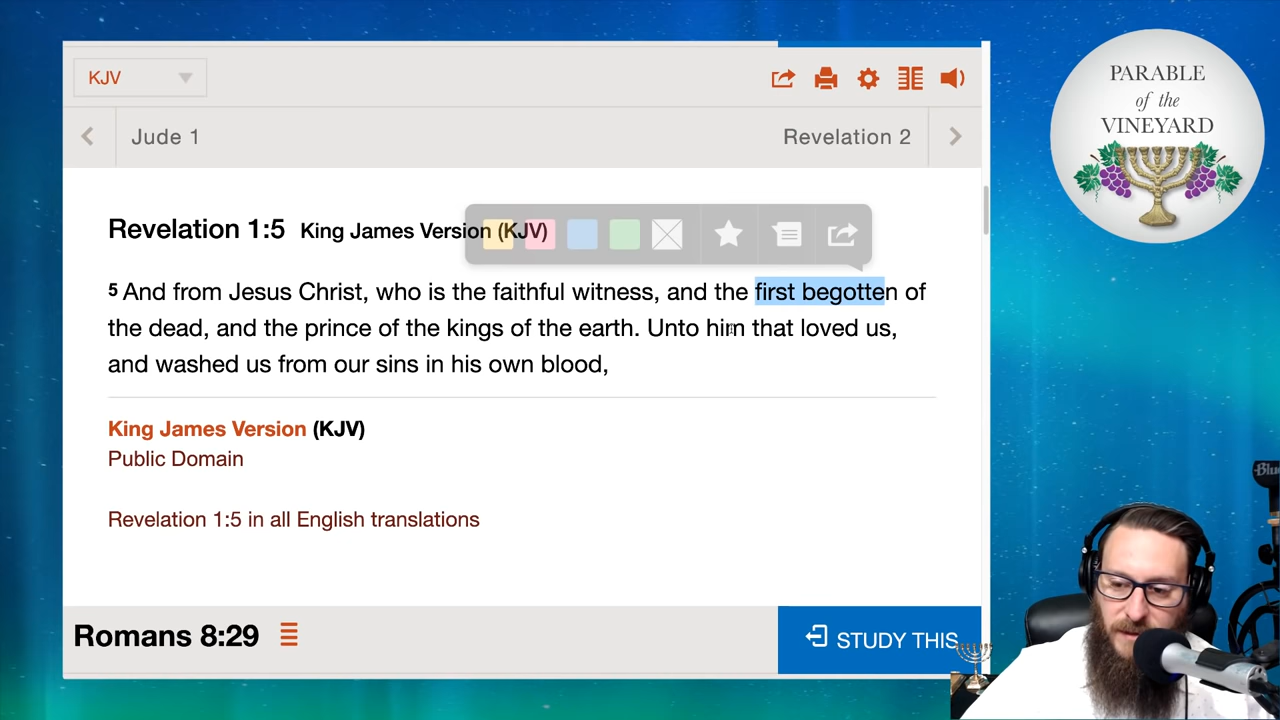 KJV
Jude 1
Revelation 2
Revelation 1:5 King James Version (KJV)
5 And from Jesus Christ, who is the faithful witness, and the first begotten of
the dead, and the prince of the kings of the earth. Unto him that loved us,
and washed us from our sins in his own blood,
King James Version (KJV)
Public Domain
Revelation 1:5 in all English translations
Romans 8:29
STUDY THIS
PARABLE
of the
VINEYARD
Blue